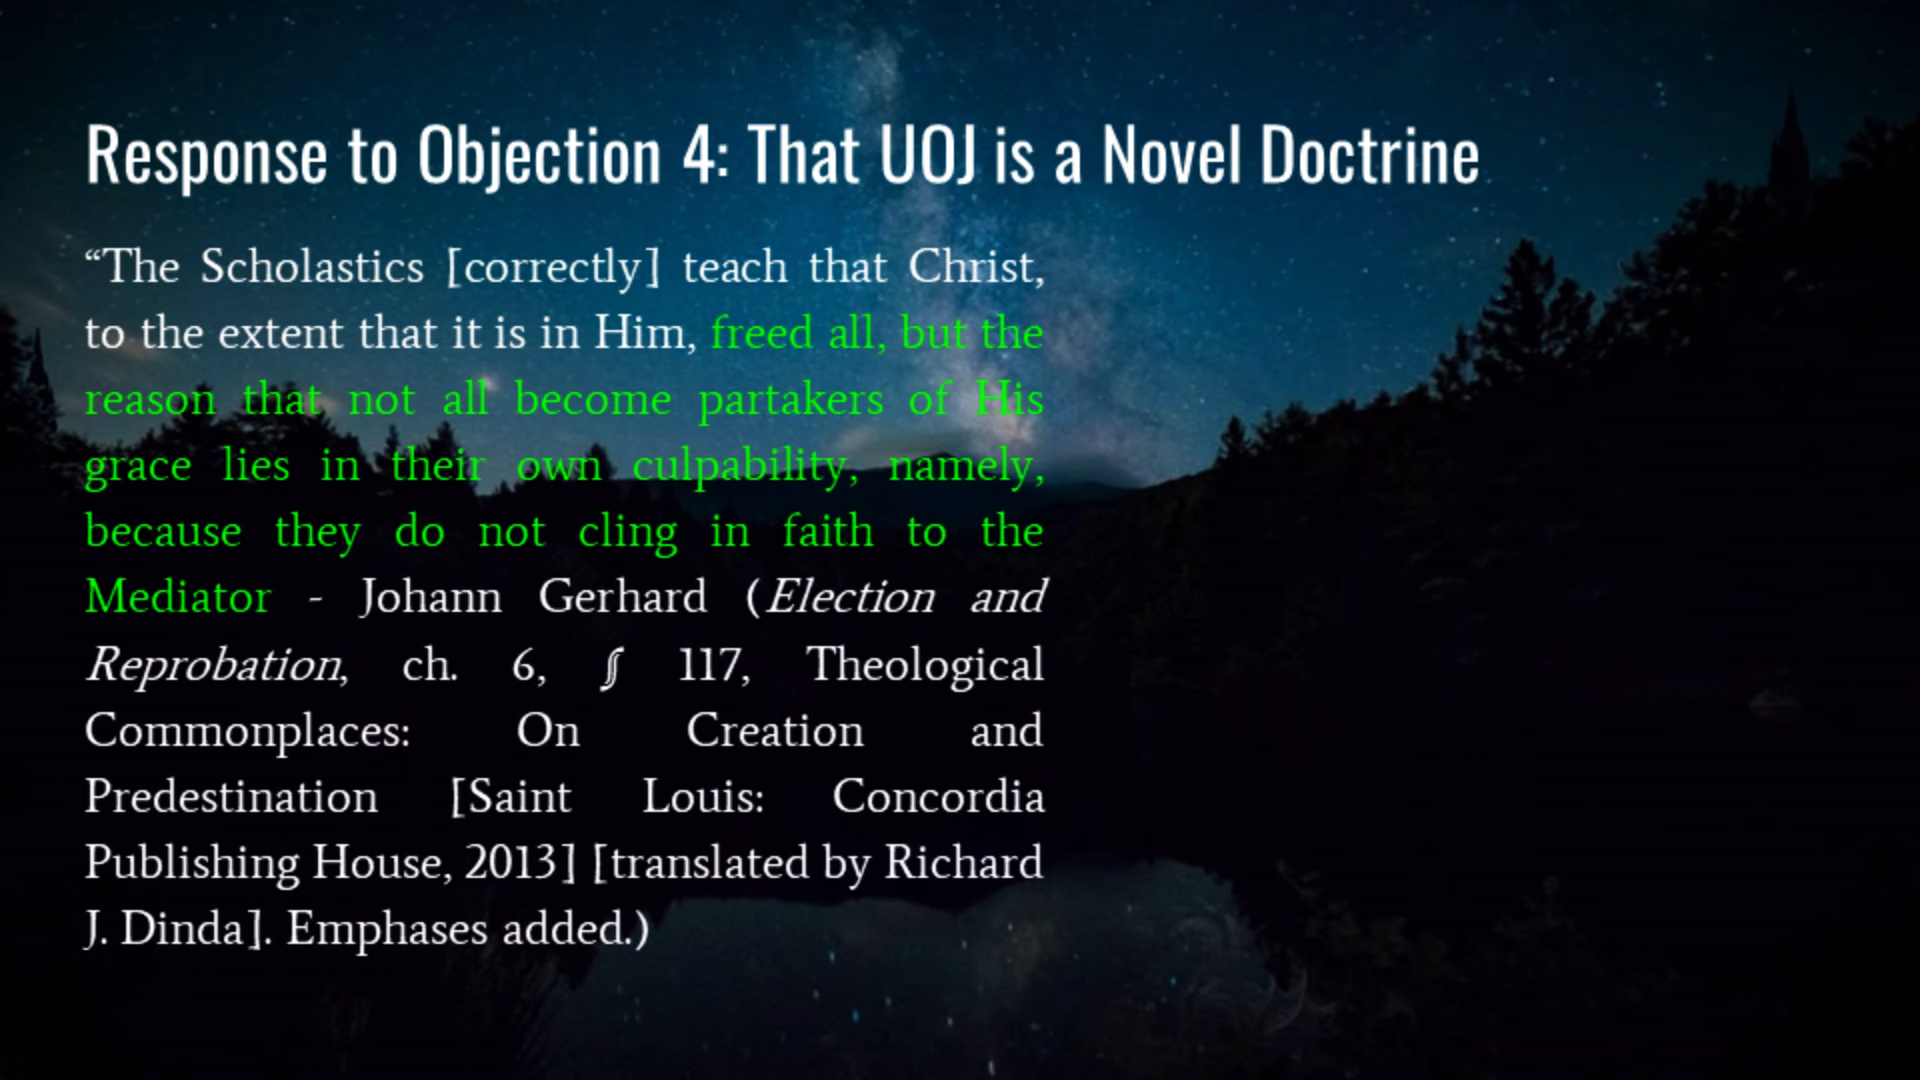 Response to Objection 4: That UOJ is a Novel Doctrine
“The Scholastics [correctly] teach that Christ,
to the extent that it is in Him, freed all, but the
reason that not all become partakers of His
grace lies in their own culpability, namely,
because they do not cling in faith to the
Mediator - Johann Gerhard (Election and
Reprobation, ch. 6, ∬ 117, Theological
Commonplaces: On Creation and
Predestination [Saint Louis: Concordia
Publishing House, 2013] [translated by Richard
J. Dinda]. Emphases added.)